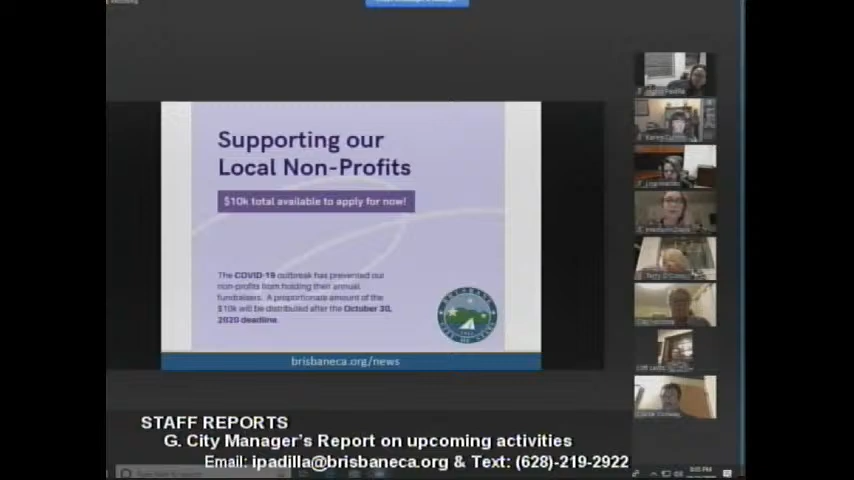 Supporting our
Local Non-Profits
$10k total available to apply for now!
The COVID-19 outbreak has prevented our
non-profits from holding their annual
fundraisers. A proportionate amount of the
$10k will be distributed after the October 30,
2020 deadline.
BRISBANE
brisbaneca.org/news
STAFF REPORTS
G. City Manager's Report on upcoming activities
Email: ipadilla@brisbaneca.org & Text: (628)-219-2922